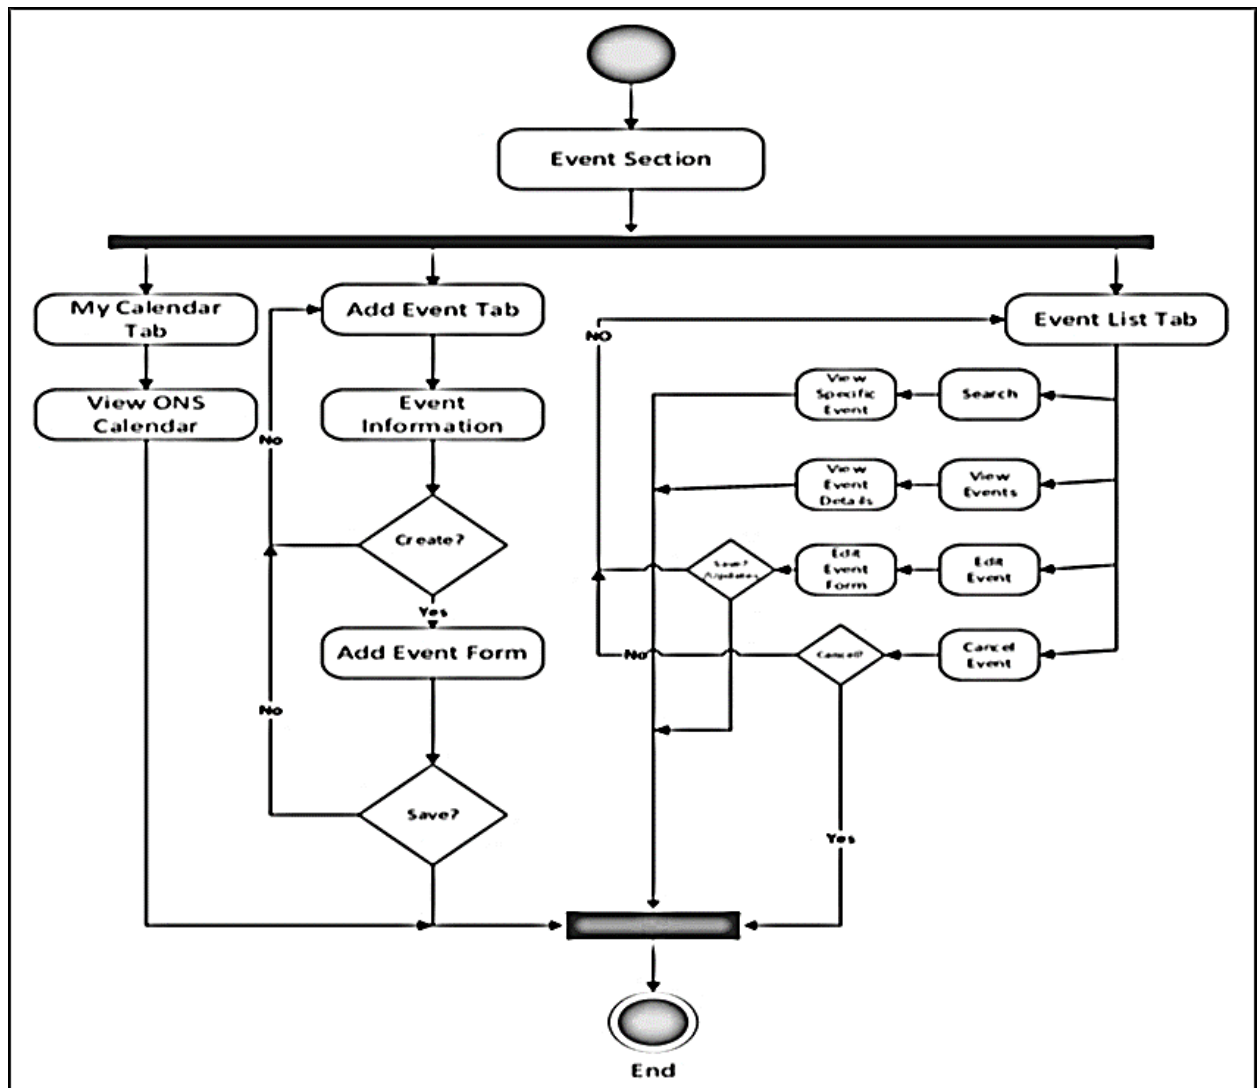 Event Section
My Calendar
Tab
View ONS
Calendar
Add Event Tab
Event
Information
No
Create?
Yes
Add Event Form
No
Save?
Event List Tab
NO
View
Specific
Event
Search
View
Event
Details
View
Events
Save?
/Updates
Edit
Event
Form
Edit
Event
No
Cancel?
Cancel
Event
Yes
End